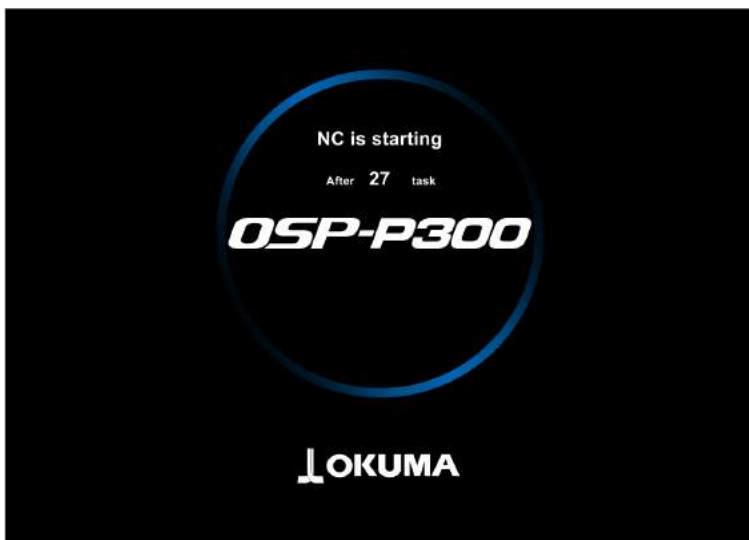 NC is starting
After 27 task
OSP-P300
OKUMA